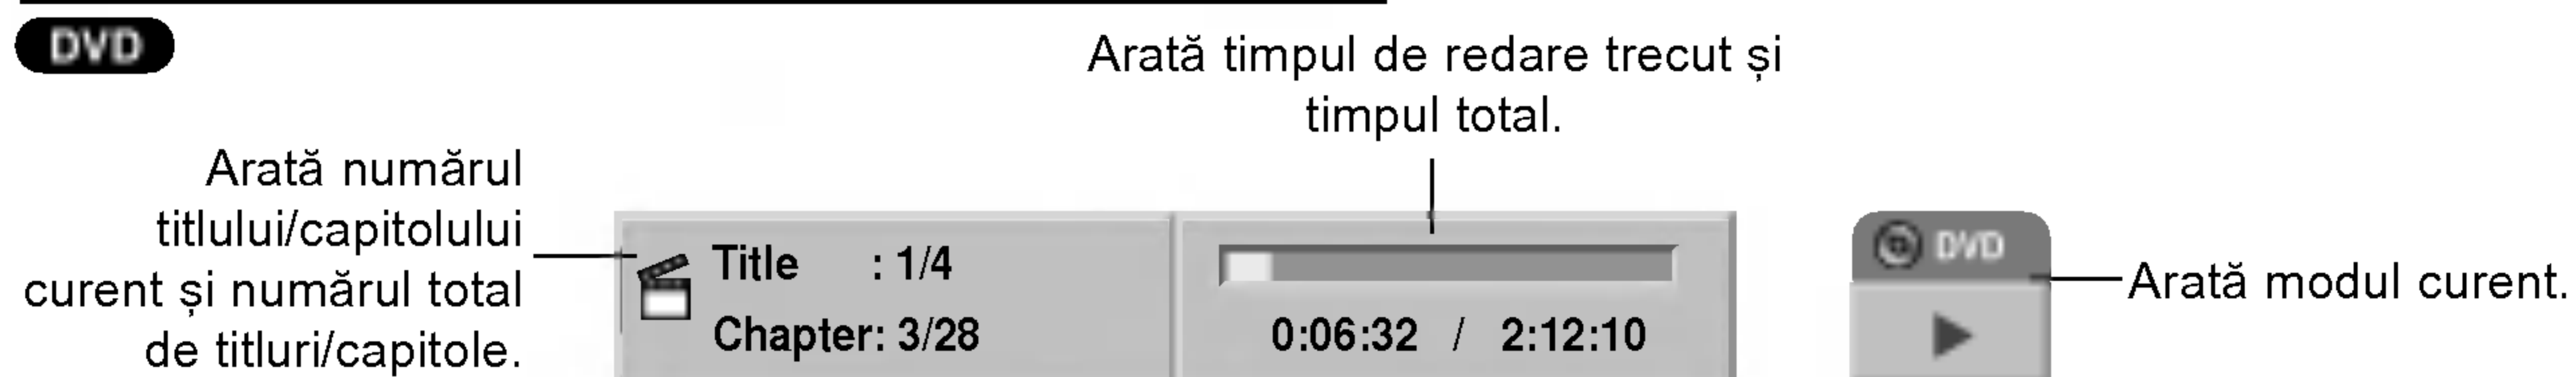 DVD
Arată timpul de redare trecut și
timpul total.
Arată numărul
titlului/capitolului
curent și numărul total
de titluri/capitole.
Title : 1/4
Chapter: 3/28
0:06:32 / 2:12:10
DVD
Arată modul curent.